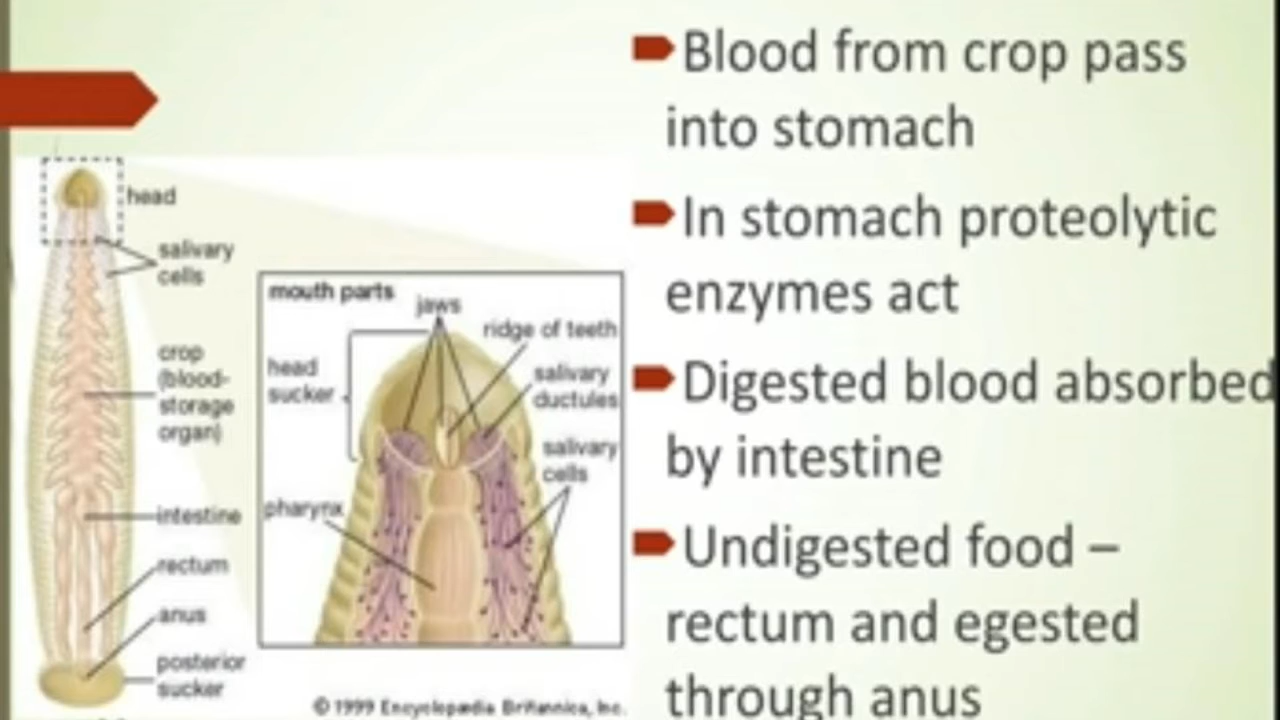 Blood from crop pass
into stomach
In stomach proteolytic
enzymes act
Digested blood absorbed
by intestine
Undigested food –
rectum and egested
through anus
head
salivary
cells
crop
(blood-
storage
organ)
intestine
rectum
anus
posterior
sucker
mouth parts
jaws
ridge of teeth
head
sucker
salivary
ductules
salivary
cells
pharynx
© 1999 Encyclopædia Britannica, Inc.